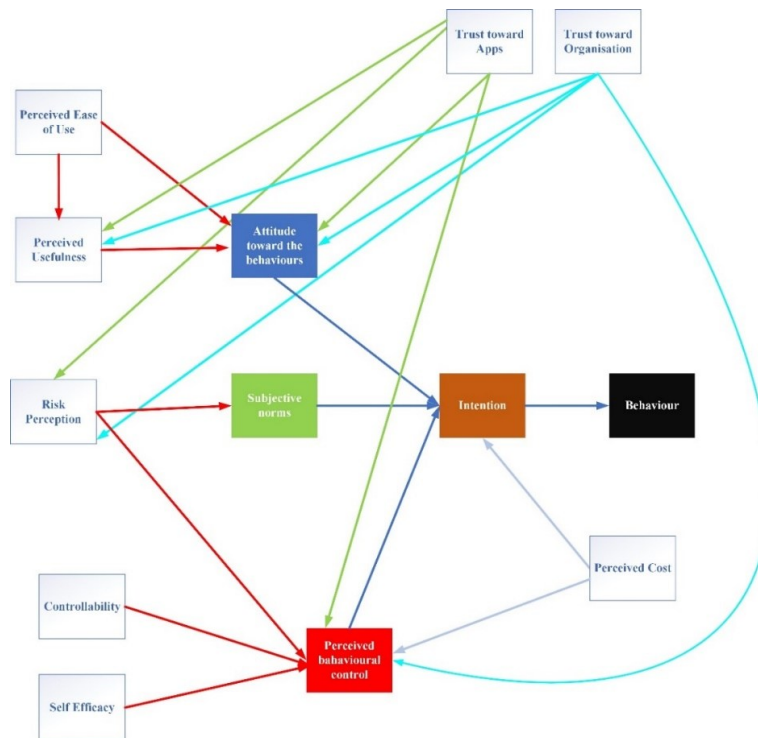 Trust toward
Apps
Trust toward
Organisation
Perceived Ease
of Use
Perceived
Usefulness
Attitude
toward the
behaviours
Risk
Perception
Subjective
norms
Intention
Behaviour
Perceived Cost
Controllability
Perceived
bahavioural
control
Self Efficacy